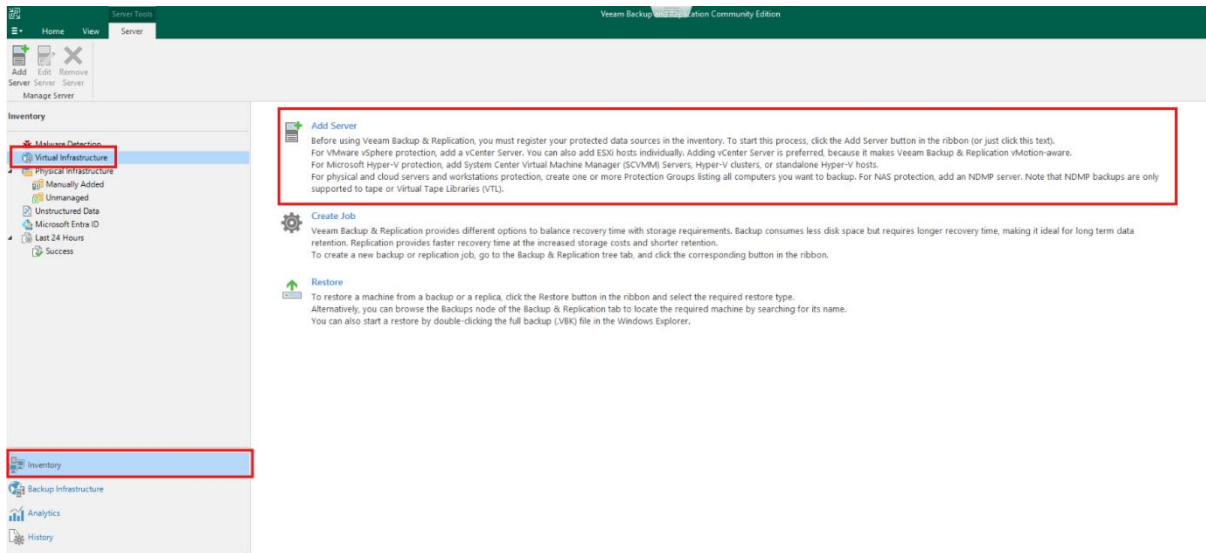 Server Tools
Veeam Backup and Replication Community Edition
Home View Server
Add Server
Edit Server
Remove Server
Manage Server
Inventory
Malware Detection
Virtual Infrastructure
Physical Infrastructure
Manually Added
Unmanaged
Unstructured Data
Microsoft Entra ID
Last 24 Hours
Success
Inventory
Backup Infrastructure
Analytics
History
Add Server
Before using Veeam Backup & Replication, you must register your protected data sources in the inventory. To start this process, click the Add Server button in the ribbon (or just click this text).
For VMware vSphere protection, add a vCenter Server. You can also add ESXi hosts individually. Adding vCenter Server is preferred, because it makes Veeam Backup & Replication vMotion-aware.
For Microsoft Hyper-V protection, add System Center Virtual Machine Manager (SCVMM) Servers, Hyper-V clusters, or standalone Hyper-V hosts.
For physical and cloud servers and workstations protection, create one or more Protection Groups listing all computers you want to backup. For NAS protection, add an NDMP server. Note that NDMP backups are only
supported to tape or Virtual Tape Libraries (VTL).
Create Job
Veeam Backup & Replication provides different options to balance recovery time with storage requirements. Backup consumes less disk space but requires longer recovery time, making it ideal for long term data
retention. Replication provides faster recovery time at the increased storage costs and shorter retention.
To create a new backup or replication job, go to the Backup & Replication tree tab, and click the corresponding button in the ribbon.
Restore
To restore a machine from a backup or a replica, click the Restore button in the ribbon and select the required restore type.
Alternatively, you can browse the Backups node of the Backup & Replication tab to locate the required machine by searching for its name.
You can also start a restore by double-clicking the full backup (.VBK) file in the Windows Explorer.